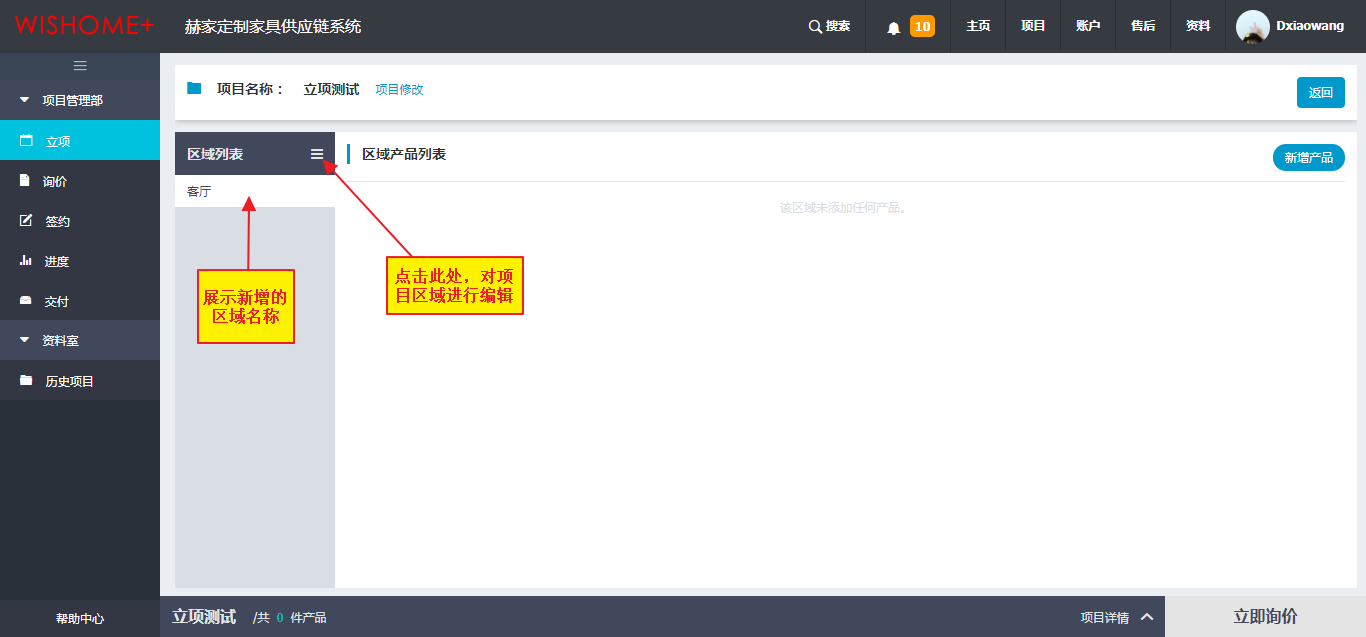 WISHOME+
赫家定制家具供应链系统
搜索
10
主页
项目
账户
售后
资料
Dxiaowang
项目管理部
立项
询价
签约
进度
交付
资料室
历史项目
帮助中心
项目名称： 立项测试 项目修改
返回
区域列表
客厅
展示新增的
区域名称
区域产品列表
新增产品
该区域未添加任何产品。
点击此处，对项
目区域进行编辑
立项测试 /共 0 件产品
项目详情
立即询价